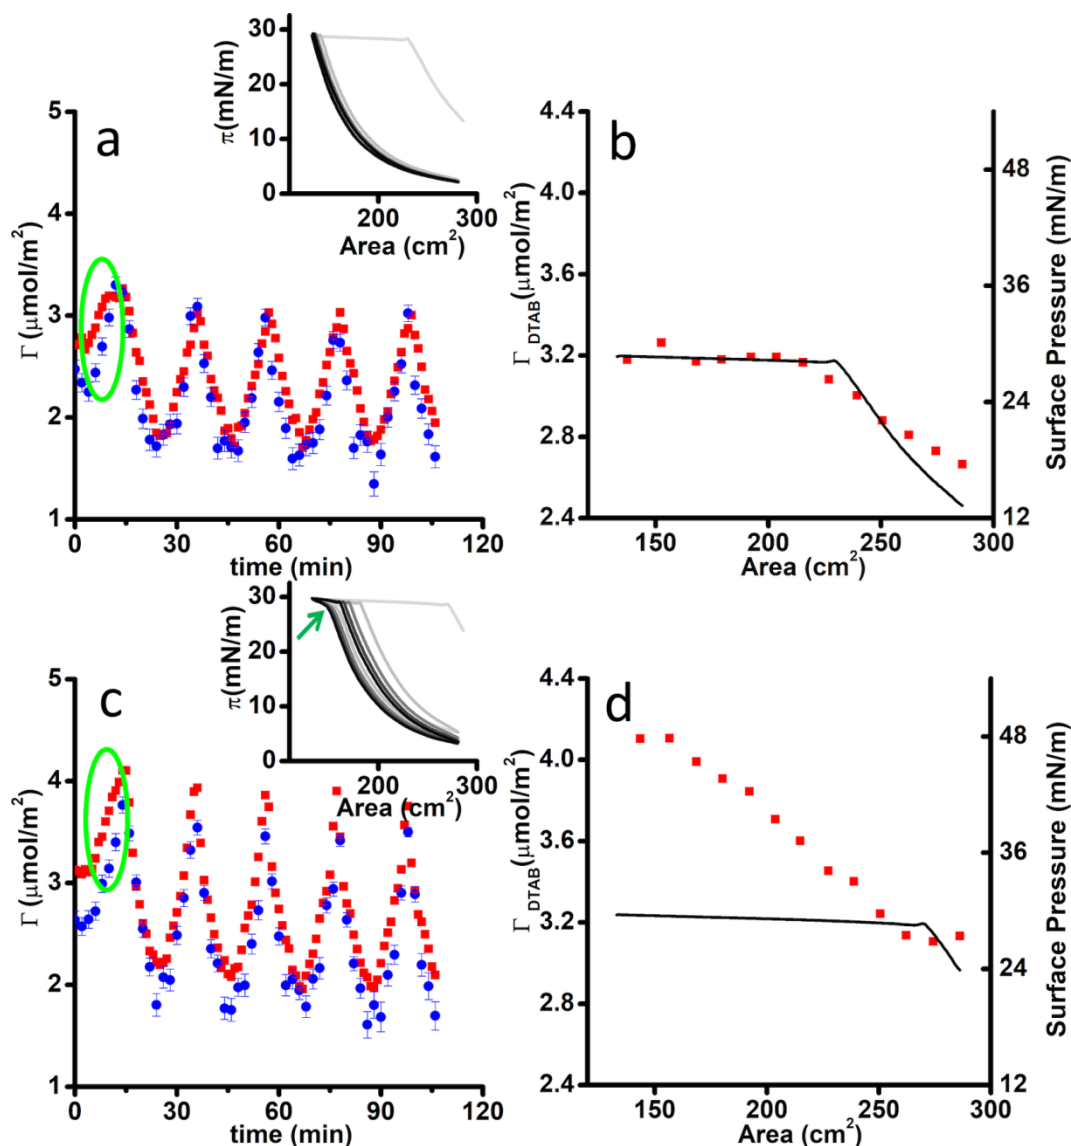 a
5
4
3
2
1
Γ (μmol/m²)
0 30 60 90 120
time (min)
30
20
10
0
π(mN/m)
200 300
Area (cm²)
b
4.4
4.0
3.6
3.2
2.8
2.4
Γ DTAB (μmol/m²)
48
36
24
12
Surface Pressure (mN/m)
150 200 250 300
Area (cm²)
c
5
4
3
2
1
Γ (μmol/m²)
0 30 60 90 120
time (min)
30
20
10
0
π(mN/m)
200 300
Area (cm²)
d
4.4
4.0
3.6
3.2
2.8
2.4
Γ DTAB (μmol/m²)
48
36
24
12
Surface Pressure (mN/m)
150 200 250 300
Area (cm²)